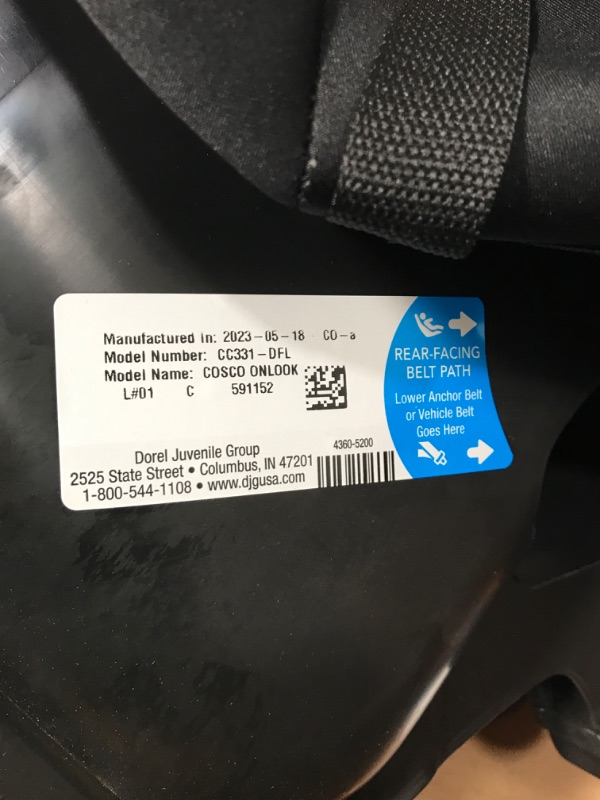 Manufactured in: 2023-05-18 CO-a
Model Number: CC331-DFL
Model Name: COSCO ONLOOK
L#01 C 591152
Dorel Juvenile Group
2525 State Street • Columbus, IN 47201
1-800-544-1108 • www.djgusa.com
4360-5200
REAR-FACING
BELT PATH
Lower Anchor Belt
or Vehicle Belt
Goes Here